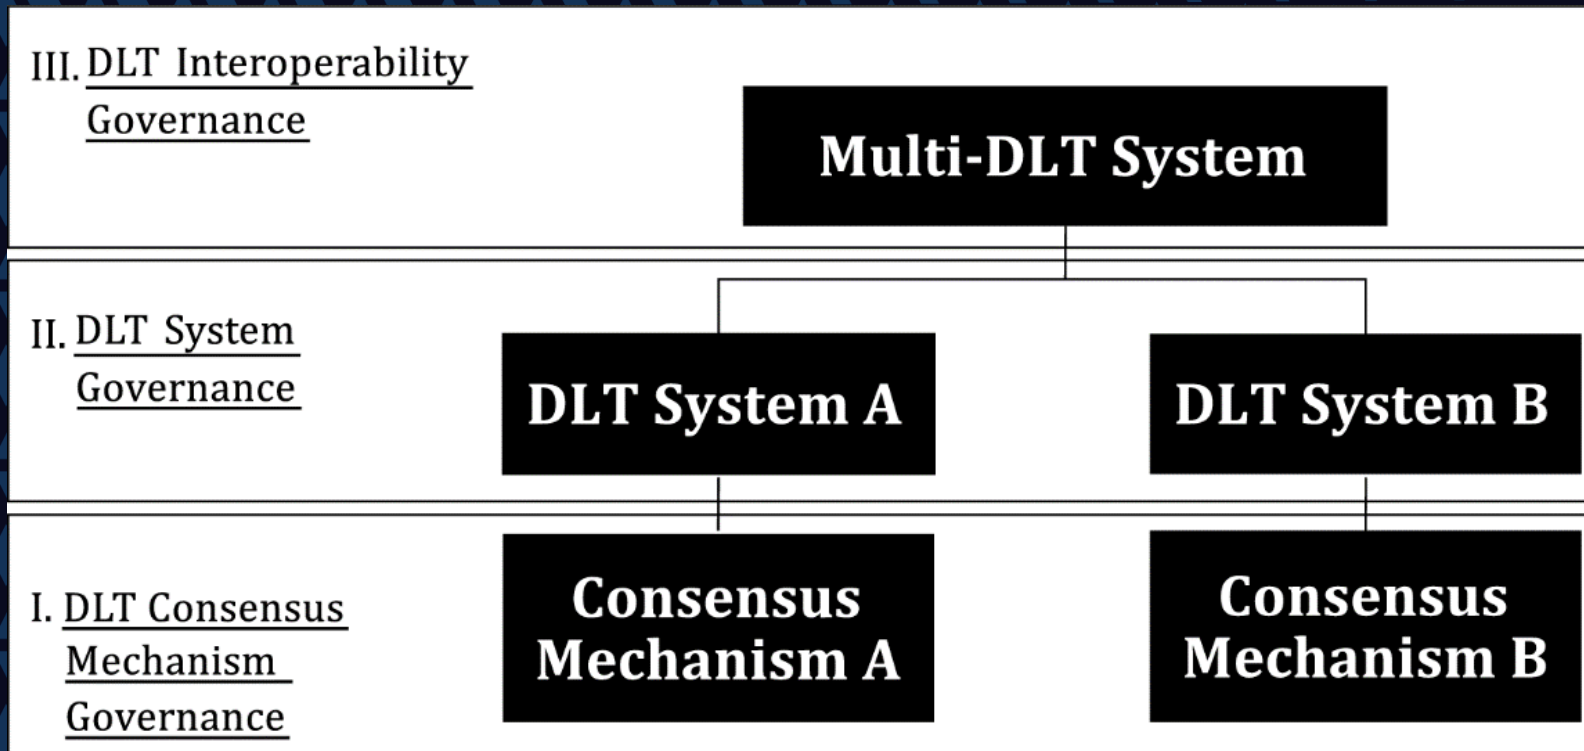 III. DLT Interoperability
Governance
Multi-DLT System
II. DLT System
Governance
DLT System A
DLT System B
I. DLT Consensus
Mechanism
Governance
Consensus
Mechanism A
Consensus
Mechanism B